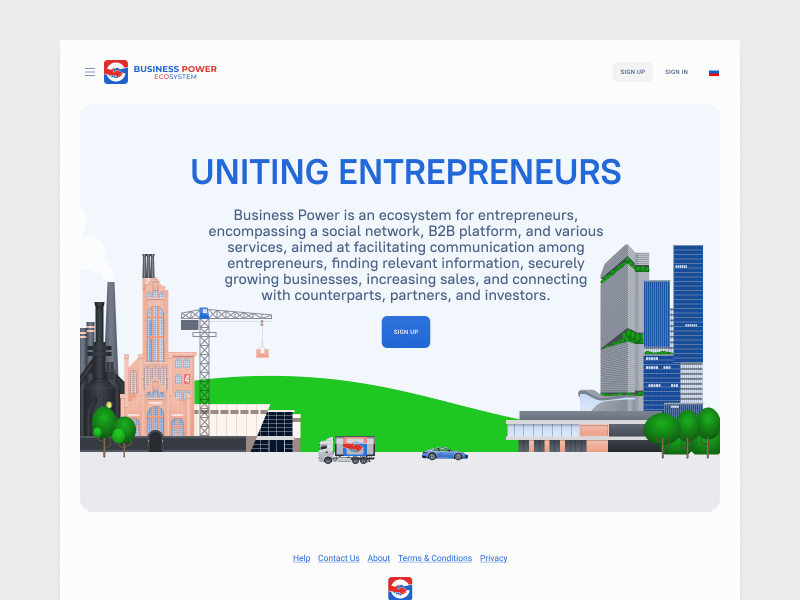 BUSINESS POWER
ECOSYSTEM
SIGN UP
SIGN IN
UNITING ENTREPRENEURS
Business Power is an ecosystem for entrepreneurs,
encompassing a social network, B2B platform, and various
services, aimed at facilitating communication among
entrepreneurs, finding relevant information, securely
growing businesses, increasing sales, and connecting
with counterparts, partners, and investors.
SIGN UP
Help
Contact Us
About
Terms & Conditions
Privacy